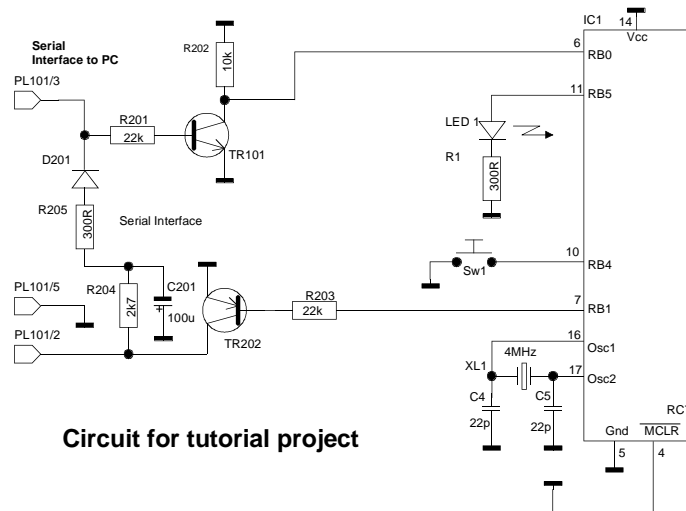 IC1
14
Vcc
Serial
Interface to PC
R202
10k
6
RB0
PL101/3
11
RB5
R201
22k
LED 1
TR101
D201
R1
300R
R205
300R
Serial Interface
10
RB4
Sw1
PL101/5
R204
2k7
C201
+
100u
R203
22k
7
RB1
PL101/2
TR202
16
Osc1
4MHz
XL1
17
Osc2
C4
C5
22p
22p
Circuit for tutorial project
Gnd
MCLR
5
4